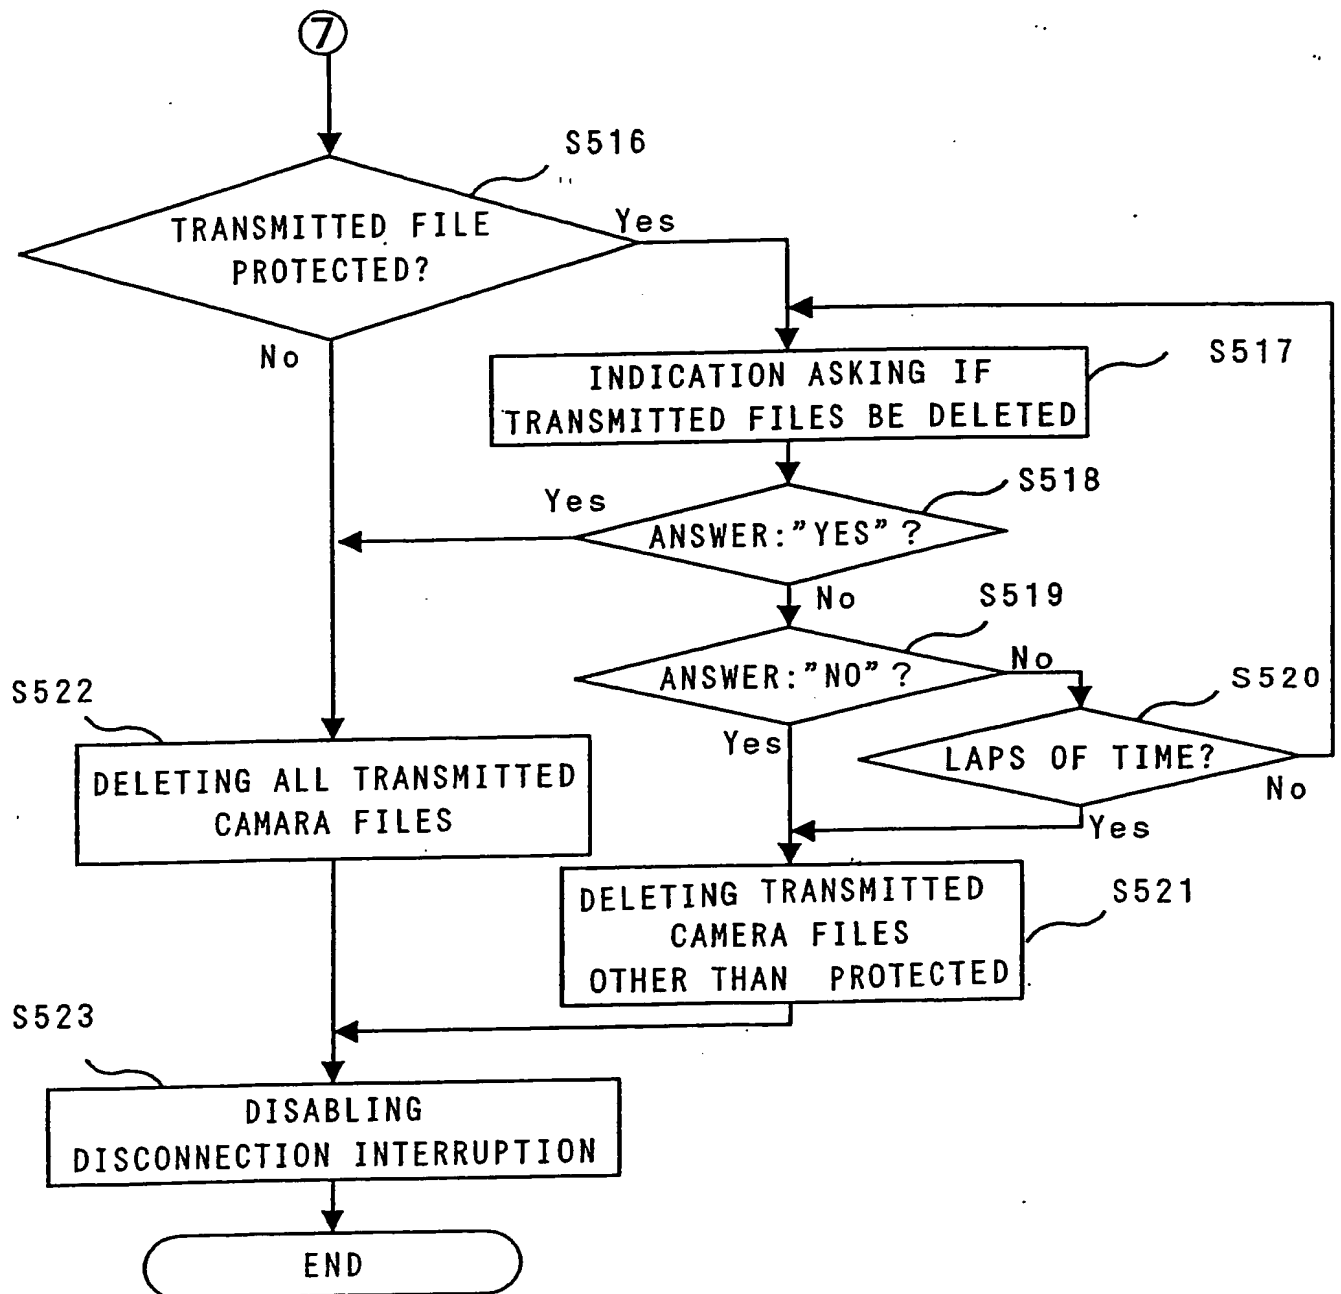 ⑦
S516
TRANSMITTED FILE
PROTECTED?
Yes
No
S517
INDICATION ASKING IF
TRANSMITTED FILES BE DELETED
S518
Yes
ANSWER:"YES"?
No
S519
ANSWER:"NO"?
No
S520
Yes
LAPS OF TIME?
No
Yes
S522
DELETING ALL TRANSMITTED
CAMARA FILES
S521
DELETING TRANSMITTED
CAMERA FILES
OTHER THAN PROTECTED
S523
DISABLING
DISCONNECTION INTERRUPTION
END